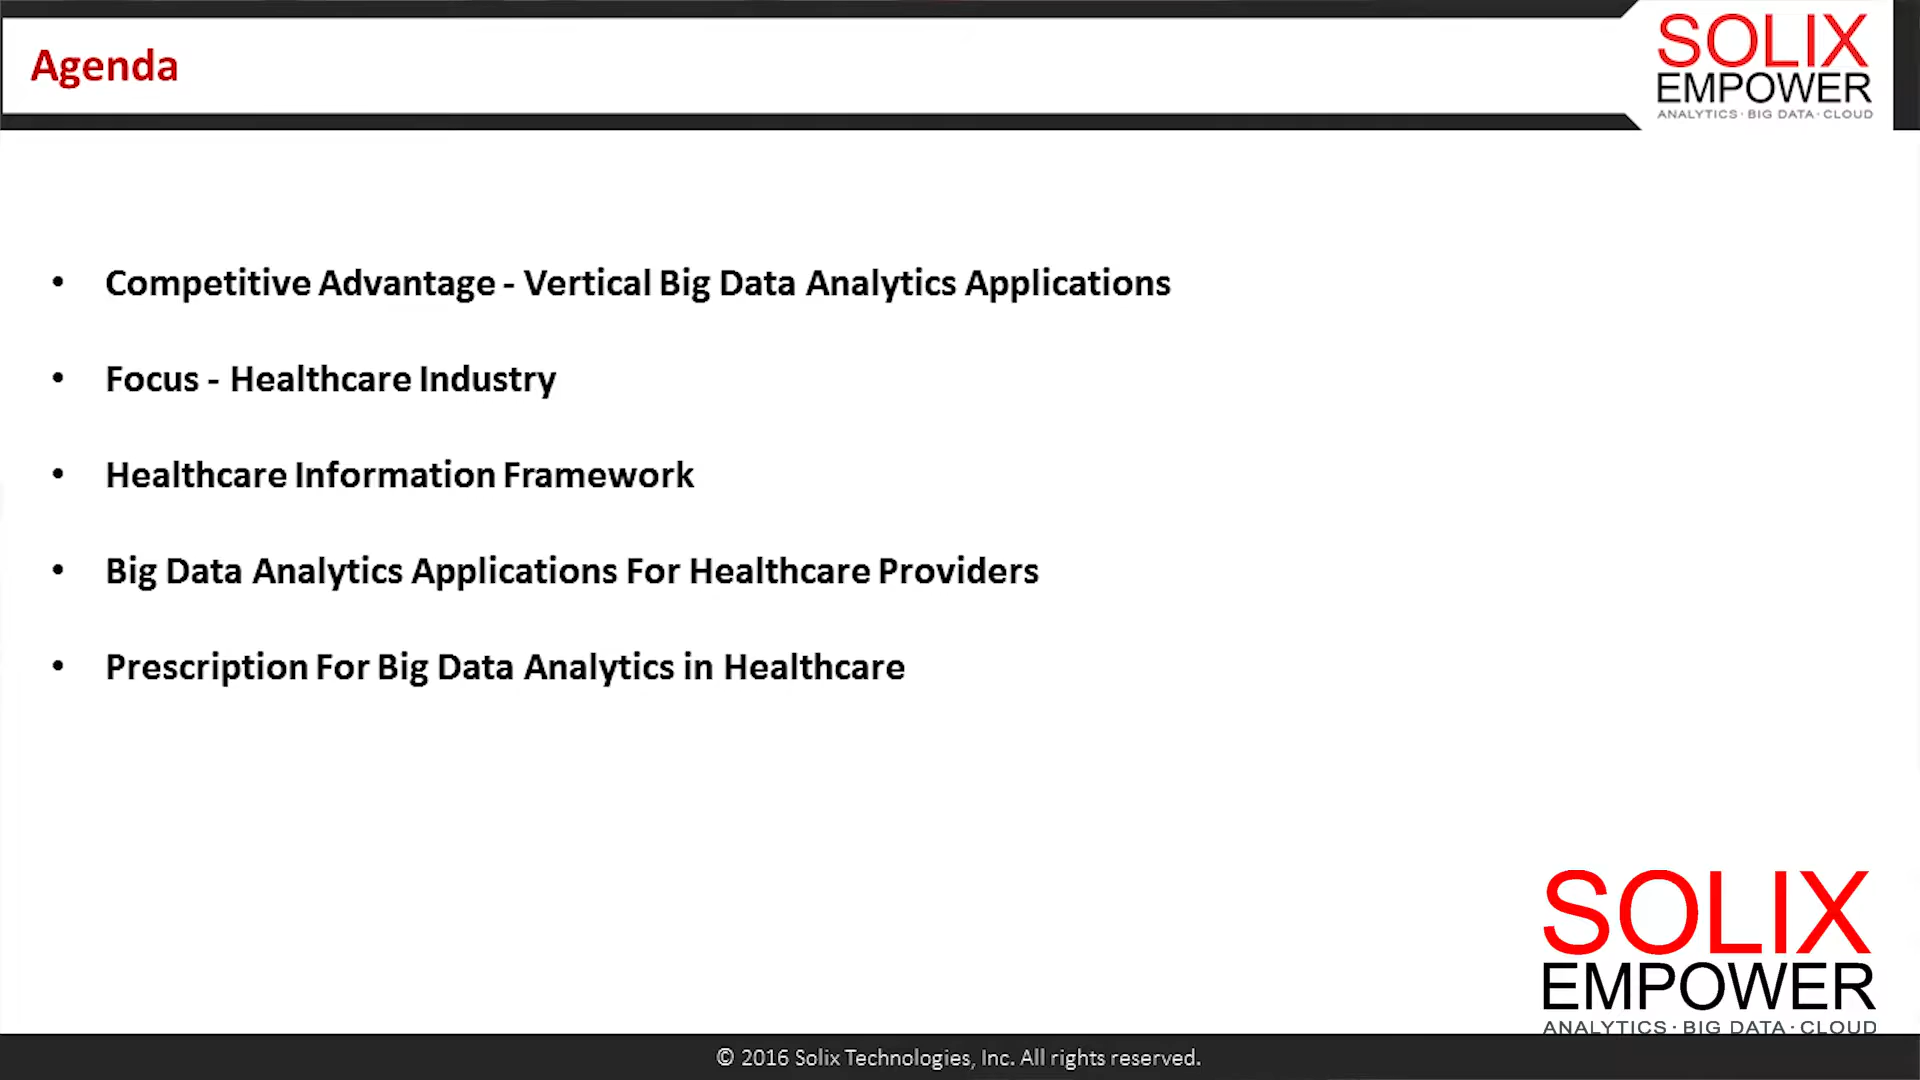 Agenda
SOLIX
EMPOWER
ANALYTICS · BIG DATA · CLOUD
• Competitive Advantage - Vertical Big Data Analytics Applications
• Focus - Healthcare Industry
• Healthcare Information Framework
• Big Data Analytics Applications For Healthcare Providers
• Prescription For Big Data Analytics in Healthcare
SOLIX
EMPOWER
ANALYTICS · BIG DATA · CLOUD
© 2016 Solix Technologies, Inc. All rights reserved.